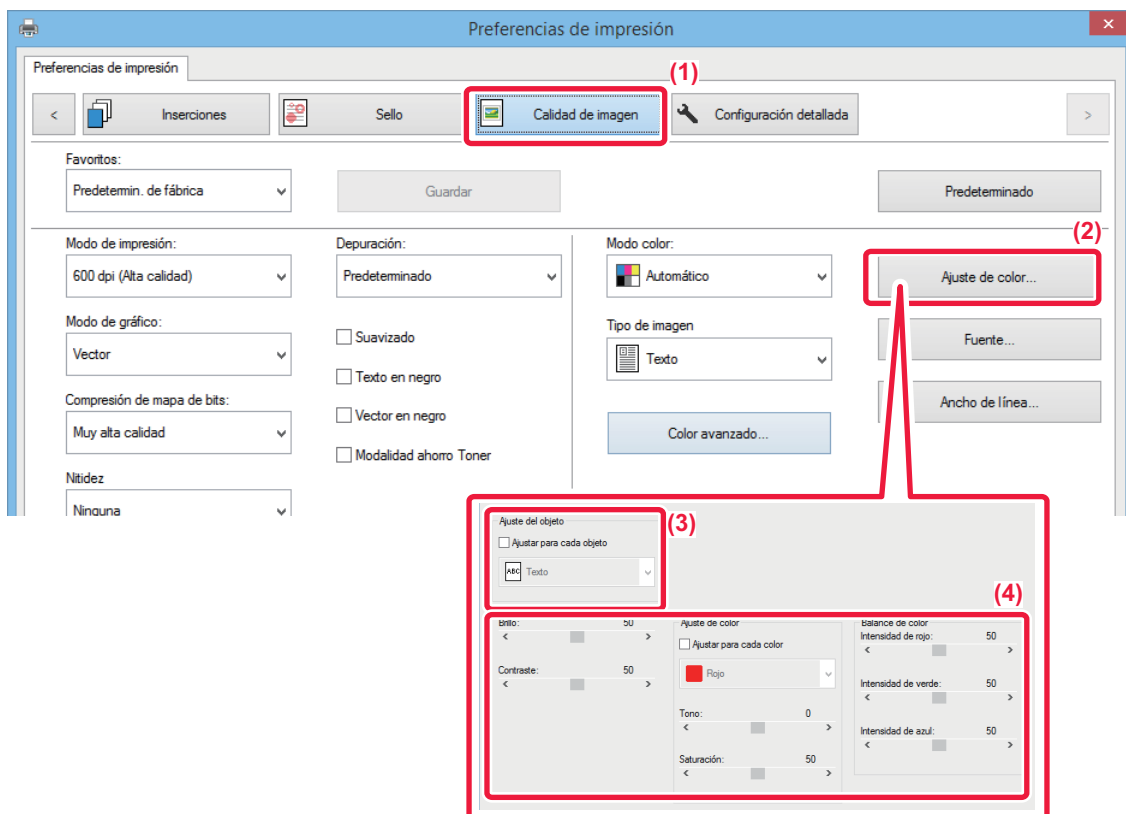 Preferencias de impresión
Preferencias de impresión
(1)
Inserciones
Sello
Calidad de imagen
Configuración detallada
Favoritos:
Predetermin. de fábrica
Guardar
Predeterminado
(2)
Modo de impresión:
600 dpi (Alta calidad)
Depuración:
Predeterminado
Modo color:
Automático
Ajuste de color...
Modo de gráfico:
Vector
Suavizado
Texto en negro
Tipo de imagen
Texto
Fuente...
Compresión de mapa de bits:
Muy alta calidad
Vector en negro
Modalidad ahorro Toner
Color avanzado...
Ancho de línea...
Nitidez
Ninguna
(3)
Ajuste del objeto
Ajustar para cada objeto
ABC Texto
(4)
Brillo: 50
Contraste: 50
Ajuste de color
Ajustar para cada color
Rojo
Tono: 0
Saturación: 50
Balance de color
Intensidad de rojo: 50
Intensidad de verde: 50
Intensidad de azul: 50